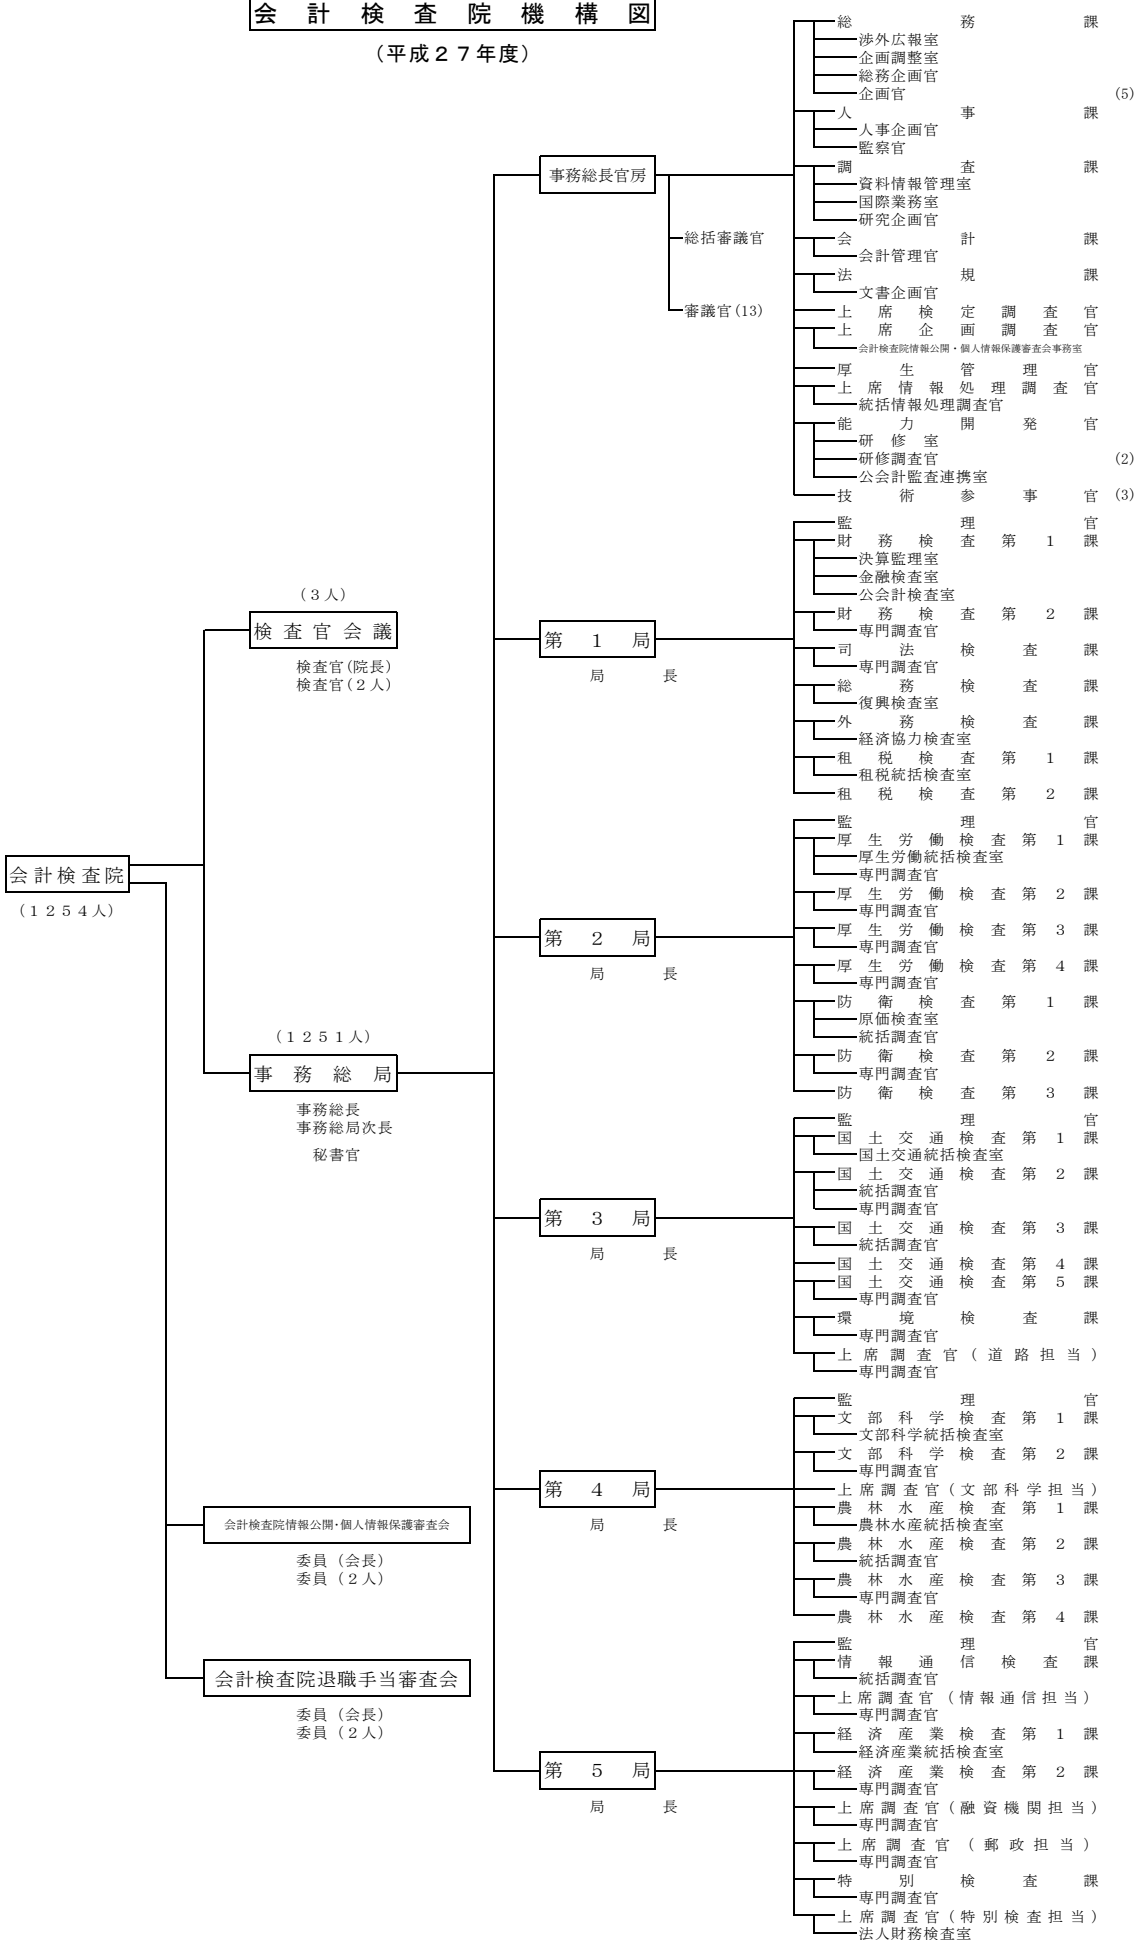 会計検査院機構図
（平成２７年度）
総務課
渉外広報室
企画調整室
総務企画官
企画官 (5)
人事課
人事企画官
監察官
調査課
資料情報管理室
国際業務室
研究企画官
会計課
会計管理官
法規課
文書企画官
上席検定調査官
上席企画調査官
会計検査院情報公開・個人情報保護審査会事務室
厚生管理官
上席情報処理調査官
統括情報処理調査官
能力開発官
研修室
研修調査官 (2)
公会計監査連携室
技術参事官 (3)
事務総長官房
総括審議官
審議官(13)
監理官
財務検査第１課
決算監理室
金融検査室
公会計検査室
財務検査第２課
専門調査官
司法検査課
専門調査官
総務検査課
復興検査室
外務検査課
経済協力検査室
租税検査第１課
租税統括検査室
租税検査第２課
第１局
局長
（３人）
検査官会議
検査官(院長)
検査官(２人)
監理官
厚生労働検査第１課
厚生労働統括検査室
専門調査官
厚生労働検査第２課
専門調査官
厚生労働検査第３課
専門調査官
厚生労働検査第４課
専門調査官
防衛検査第１課
原価検査室
統括調査官
防衛検査第２課
専門調査官
防衛検査第３課
第２局
局長
会計検査院
（１２５４人）
（１２５１人）
事務総局
事務総長
事務総局次長
秘書官
監理官
国土交通検査第１課
国土交通統括検査室
国土交通検査第２課
統括調査官
専門調査官
国土交通検査第３課
統括調査官
国土交通検査第４課
国土交通検査第５課
専門調査官
環境検査課
専門調査官
上席調査官（道路担当）
専門調査官
第３局
局長
監理官
文部科学検査第１課
文部科学統括検査室
文部科学検査第２課
専門調査官
上席調査官（文部科学担当）
農林水産検査第１課
農林水産統括検査室
農林水産検査第２課
統括調査官
農林水産検査第３課
専門調査官
農林水産検査第４課
第４局
局長
会計検査院情報公開・個人情報保護審査会
委員（会長）
委員（２人）
会計検査院退職手当審査会
委員（会長）
委員（２人）
監理官
情報通信検査課
統括調査官
上席調査官（情報通信担当）
専門調査官
経済産業検査第１課
経済産業統括検査室
経済産業検査第２課
専門調査官
上席調査官（融資機関担当）
専門調査官
上席調査官（郵政担当）
専門調査官
特別検査課
専門調査官
上席調査官（特別検査担当）
法人財務検査室
第５局
局長